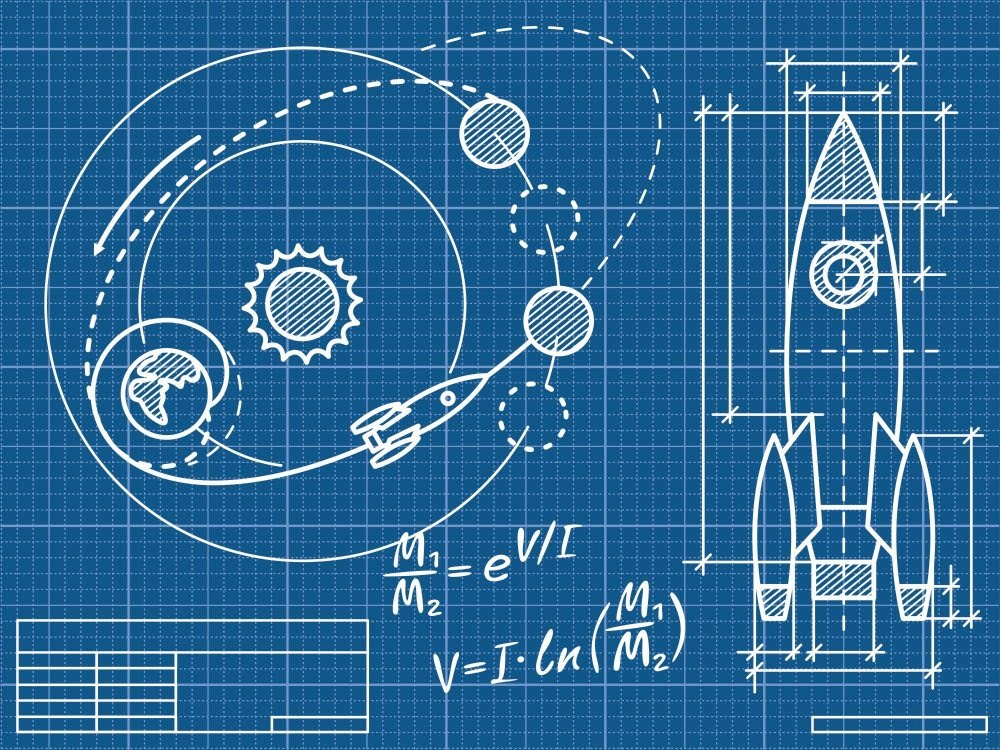 M₁/M₂ = e^V/I
V = I · ln(M₁/M₂)